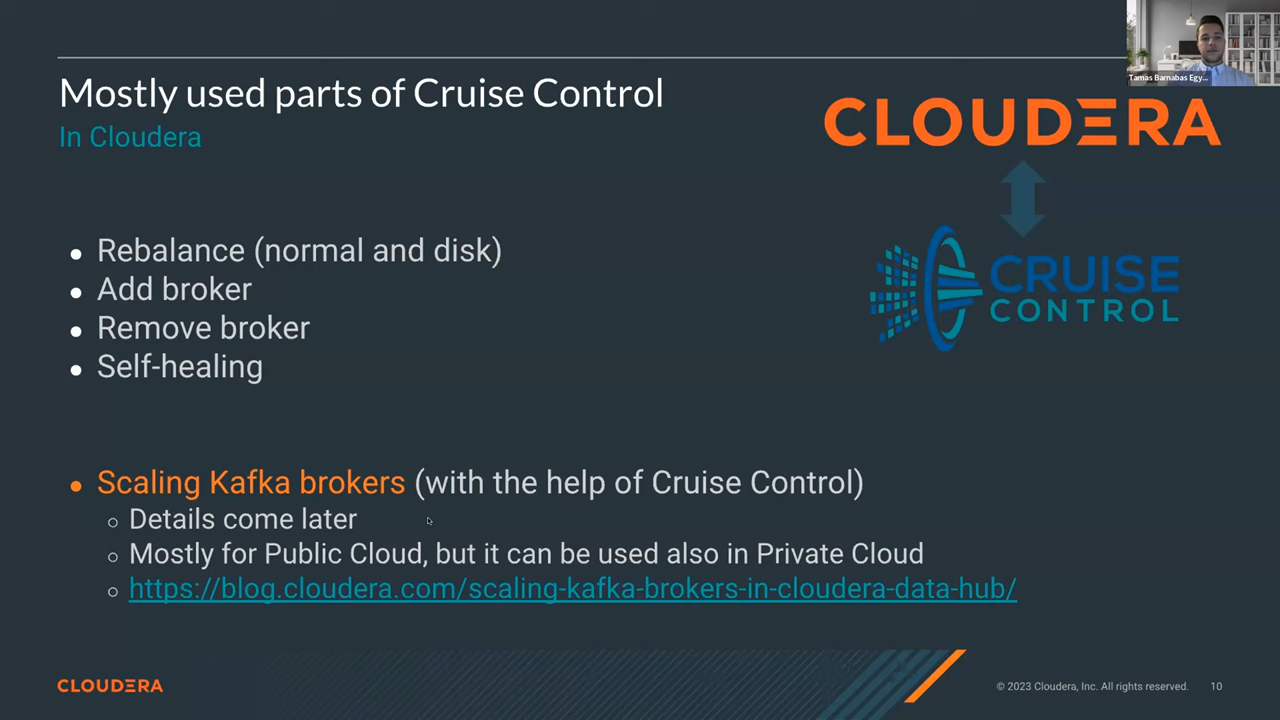 Mostly used parts of Cruise Control
In Cloudera
Tamas Barnabas Egy...
CLOUDERA
CRUISE
CONTROL
● Rebalance (normal and disk)
● Add broker
● Remove broker
● Self-healing
● Scaling Kafka brokers (with the help of Cruise Control)
○ Details come later
○ Mostly for Public Cloud, but it can be used also in Private Cloud
○ https://blog.cloudera.com/scaling-kafka-brokers-in-cloudera-data-hub/
CLOUDERA
© 2023 Cloudera, Inc. All rights reserved. 10